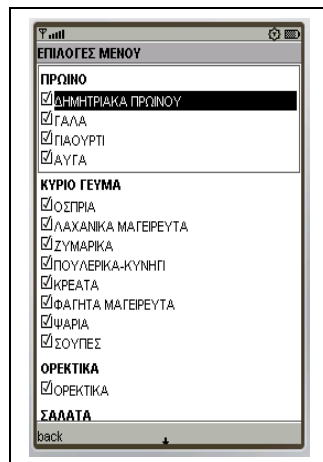 ΕΠΙΛΟΓΕΣ ΜΕΝΟΥ
ΠΡΩΙΝΟ
ΔΗΜΗΤΡΙΑΚΑ ΠΡΩΙΝΟΥ
ΓΑΛΑ
ΓΙΑΟΥΡΤΙ
ΑΥΓΑ
ΚΥΡΙΟ ΓΕΥΜΑ
ΟΣΠΡΙΑ
ΛΑΧΑΝΙΚΑ ΜΑΓΕΙΡΕΥΤΑ
ΖΥΜΑΡΙΚΑ
ΠΟΥΛΕΡΙΚΑ-ΚΥΝΗΓΙ
ΚΡΕΑΤΑ
ΦΑΓΗΤΑ ΜΑΓΕΙΡΕΥΤΑ
ΨΑΡΙΑ
ΣΟΥΠΕΣ
ΟΡΕΚΤΙΚΑ
ΟΡΕΚΤΙΚΑ
ΣΑΛΑΤΑ
back